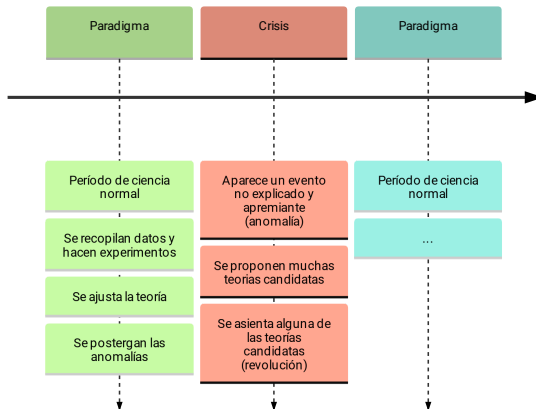 Paradigma
Crisis
Paradigma
Período de ciencia
normal
Se recopilan datos y
hacen experimentos
Se ajusta la teoría
Se postergan las
anomalías
Aparece un evento
no explicado y
apremiante
(anomalía)
Se proponen muchas
teorias candidatas
Se asienta alguna de
las teorías
candidatas
(revolución)
Período de ciencia
normal
...